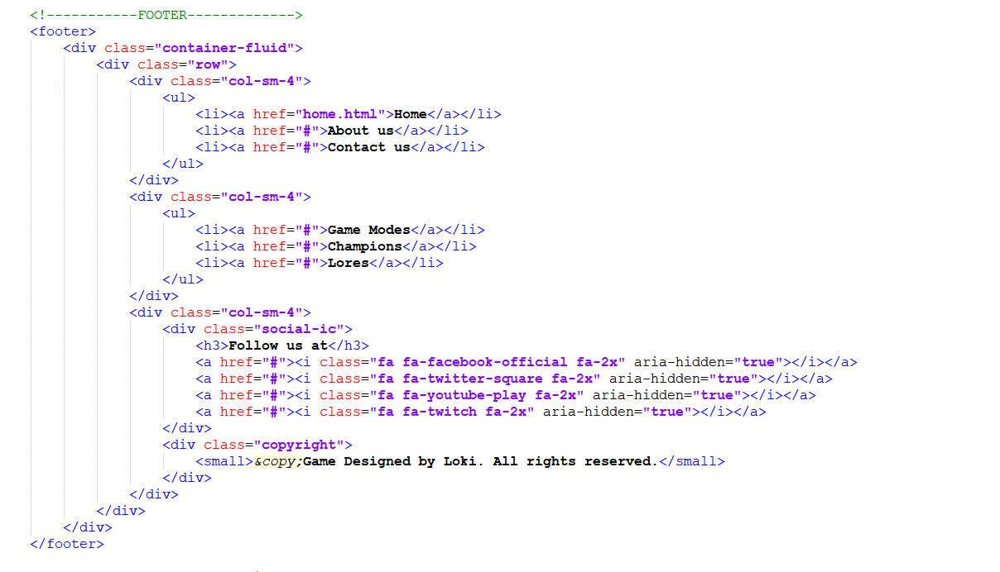 <!-----------FOOTER------------->
<footer>
<div class="container-fluid">
<div class="row">
<div class="col-sm-4">
<ul>
<li><a href="home.html">Home</a></li>
<li><a href="#">About us</a></li>
<li><a href="#">Contact us</a></li>
</ul>
</div>
<div class="col-sm-4">
<ul>
<li><a href="#">Game Modes</a></li>
<li><a href="#">Champions</a></li>
<li><a href="#">Lores</a></li>
</ul>
</div>
<div class="col-sm-4">
<div class="social-ic">
<h3>Follow us at</h3>
<a href="#"><i class="fa fa-facebook-official fa-2x" aria-hidden="true"></i></a>
<a href="#"><i class="fa fa-twitter-square fa-2x" aria-hidden="true"></i></a>
<a href="#"><i class="fa fa-youtube-play fa-2x" aria-hidden="true"></i></a>
<a href="#"><i class="fa fa-twitch fa-2x" aria-hidden="true"></i></a>
</div>
<div class="copyright">
<small>&copy;Game Designed by Loki. All rights reserved.</small>
</div>
</div>
</div>
</div>
</footer>